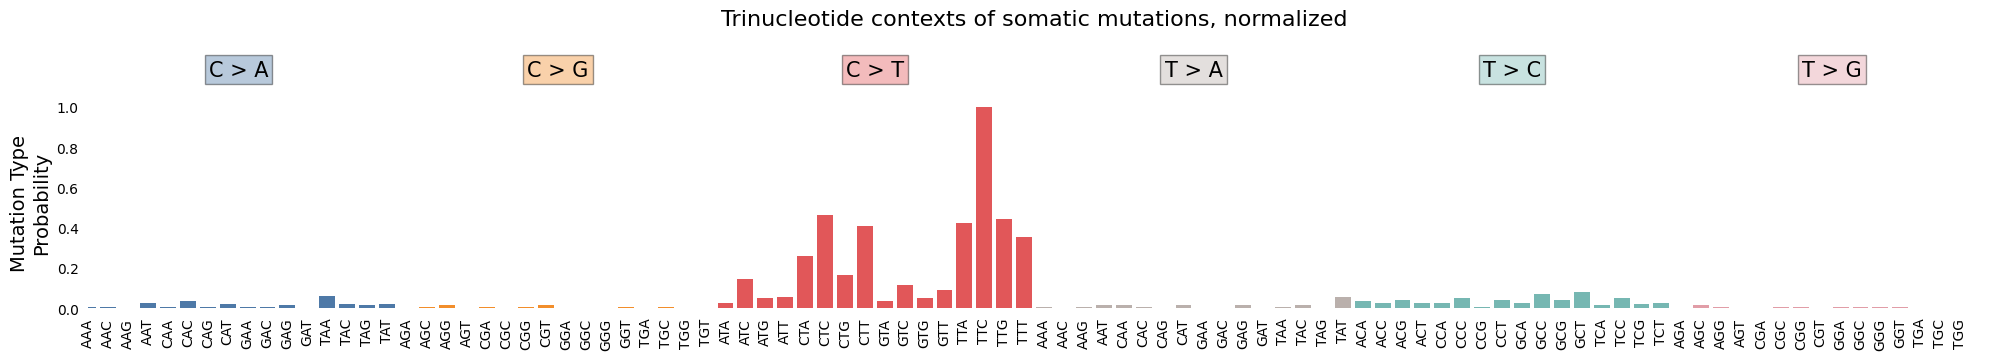 Trinucleotide contexts of somatic mutations, normalized
C > A
C > G
C > T
T > A
T > C
T > G
Mutation Type
Probability
1.0
0.8
0.6
0.4
0.2
0.0
AAA
AAC
AAG
AAT
CAA
CAC
CAG
CAT
GAA
GAC
GAG
GAT
TAA
TAC
TAG
TAT
AGA
AGC
AGG
AGT
CGA
CGC
CGG
CGT
GGA
GGC
GGG
GGT
TGA
TGC
TGG
TGT
ATA
ATC
ATG
ATT
CTA
CTC
CTG
CTT
GTA
GTC
GTG
GTT
TTA
TTC
TTG
TTT
AAA
AAC
AAG
AAT
CAA
CAC
CAG
CAT
GAA
GAC
GAG
GAT
TAA
TAC
TAG
TAT
ACA
ACC
ACG
ACT
CCA
CCC
CCG
CCT
GCA
GCC
GCG
GCT
TCA
TCC
TCG
TCT
AGA
AGC
AGG
AGT
CGA
CGC
CGG
CGT
GGA
GGC
GGG
GGT
TGA
TGC
TGG